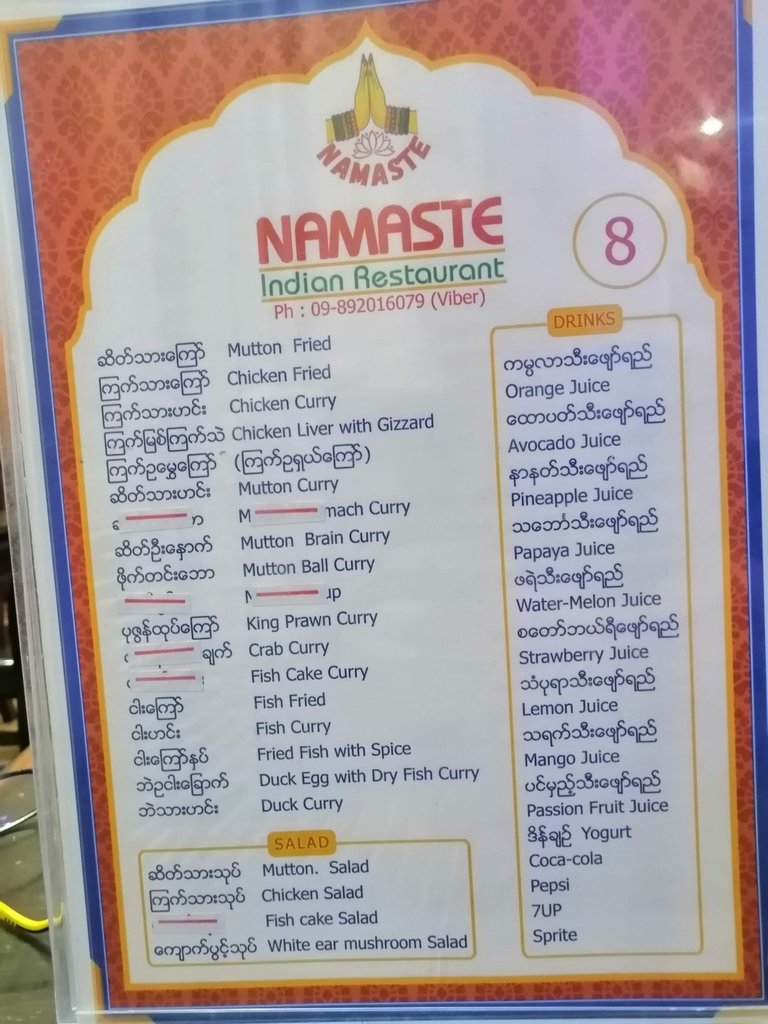 NAMASTE
NAMASTE
Indian Restaurant
Ph : 09-892016079 (Viber)
8
ဆိတ်သားကြော် Mutton Fried
ကြက်သားကြော် Chicken Fried
ကြက်သားဟင်း Chicken Curry
ကြက်မြစ်ကြက်သဲ Chicken Liver with Gizzard
ကြက်ဥမွှေကြော် (ကြက်ဥရှယ်ကြော်)
ဆိတ်သားဟင်း Mutton Curry
mach Curry
ဆိတ်ဦးနှောက် Mutton Brain Curry
ဖိုက်တင်းဘော Mutton Ball Curry
up
ပုဇွန်ထုပ်ကြော် King Prawn Curry
ချက် Crab Curry
Fish Cake Curry
ငါးကြော် Fish Fried
ငါးဟင်း Fish Curry
ငါးကြော်နှပ် Fried Fish with Spice
ဘဲဥငါးခြောက် Duck Egg with Dry Fish Curry
ဘဲသားဟင်း Duck Curry
SALAD
ဆိတ်သားသုပ် Mutton. Salad
ကြက်သားသုပ် Chicken Salad
Fish cake Salad
ကျောက်ပွင့်သုပ် White ear mushroom Salad
DRINKS
ကမ္ပလာသီးဖျော်ရည်
Orange Juice
ထောပတ်သီးဖျော်ရည်
Avocado Juice
နာနတ်သီးဖျော်ရည်
Pineapple Juice
သင်္ဘောသီးဖျော်ရည်
Papaya Juice
ဖရဲသီးဖျော်ရည်
Water-Melon Juice
စတော်ဘယ်ရီဖျော်ရည်
Strawberry Juice
သံပုရာသီးဖျော်ရည်
Lemon Juice
သရက်သီးဖျော်ရည်
Mango Juice
ပင်မှည့်သီးဖျော်ရည်
Passion Fruit Juice
ဒိန်ချဉ် Yogurt
Coca-cola
Pepsi
7UP
Sprite